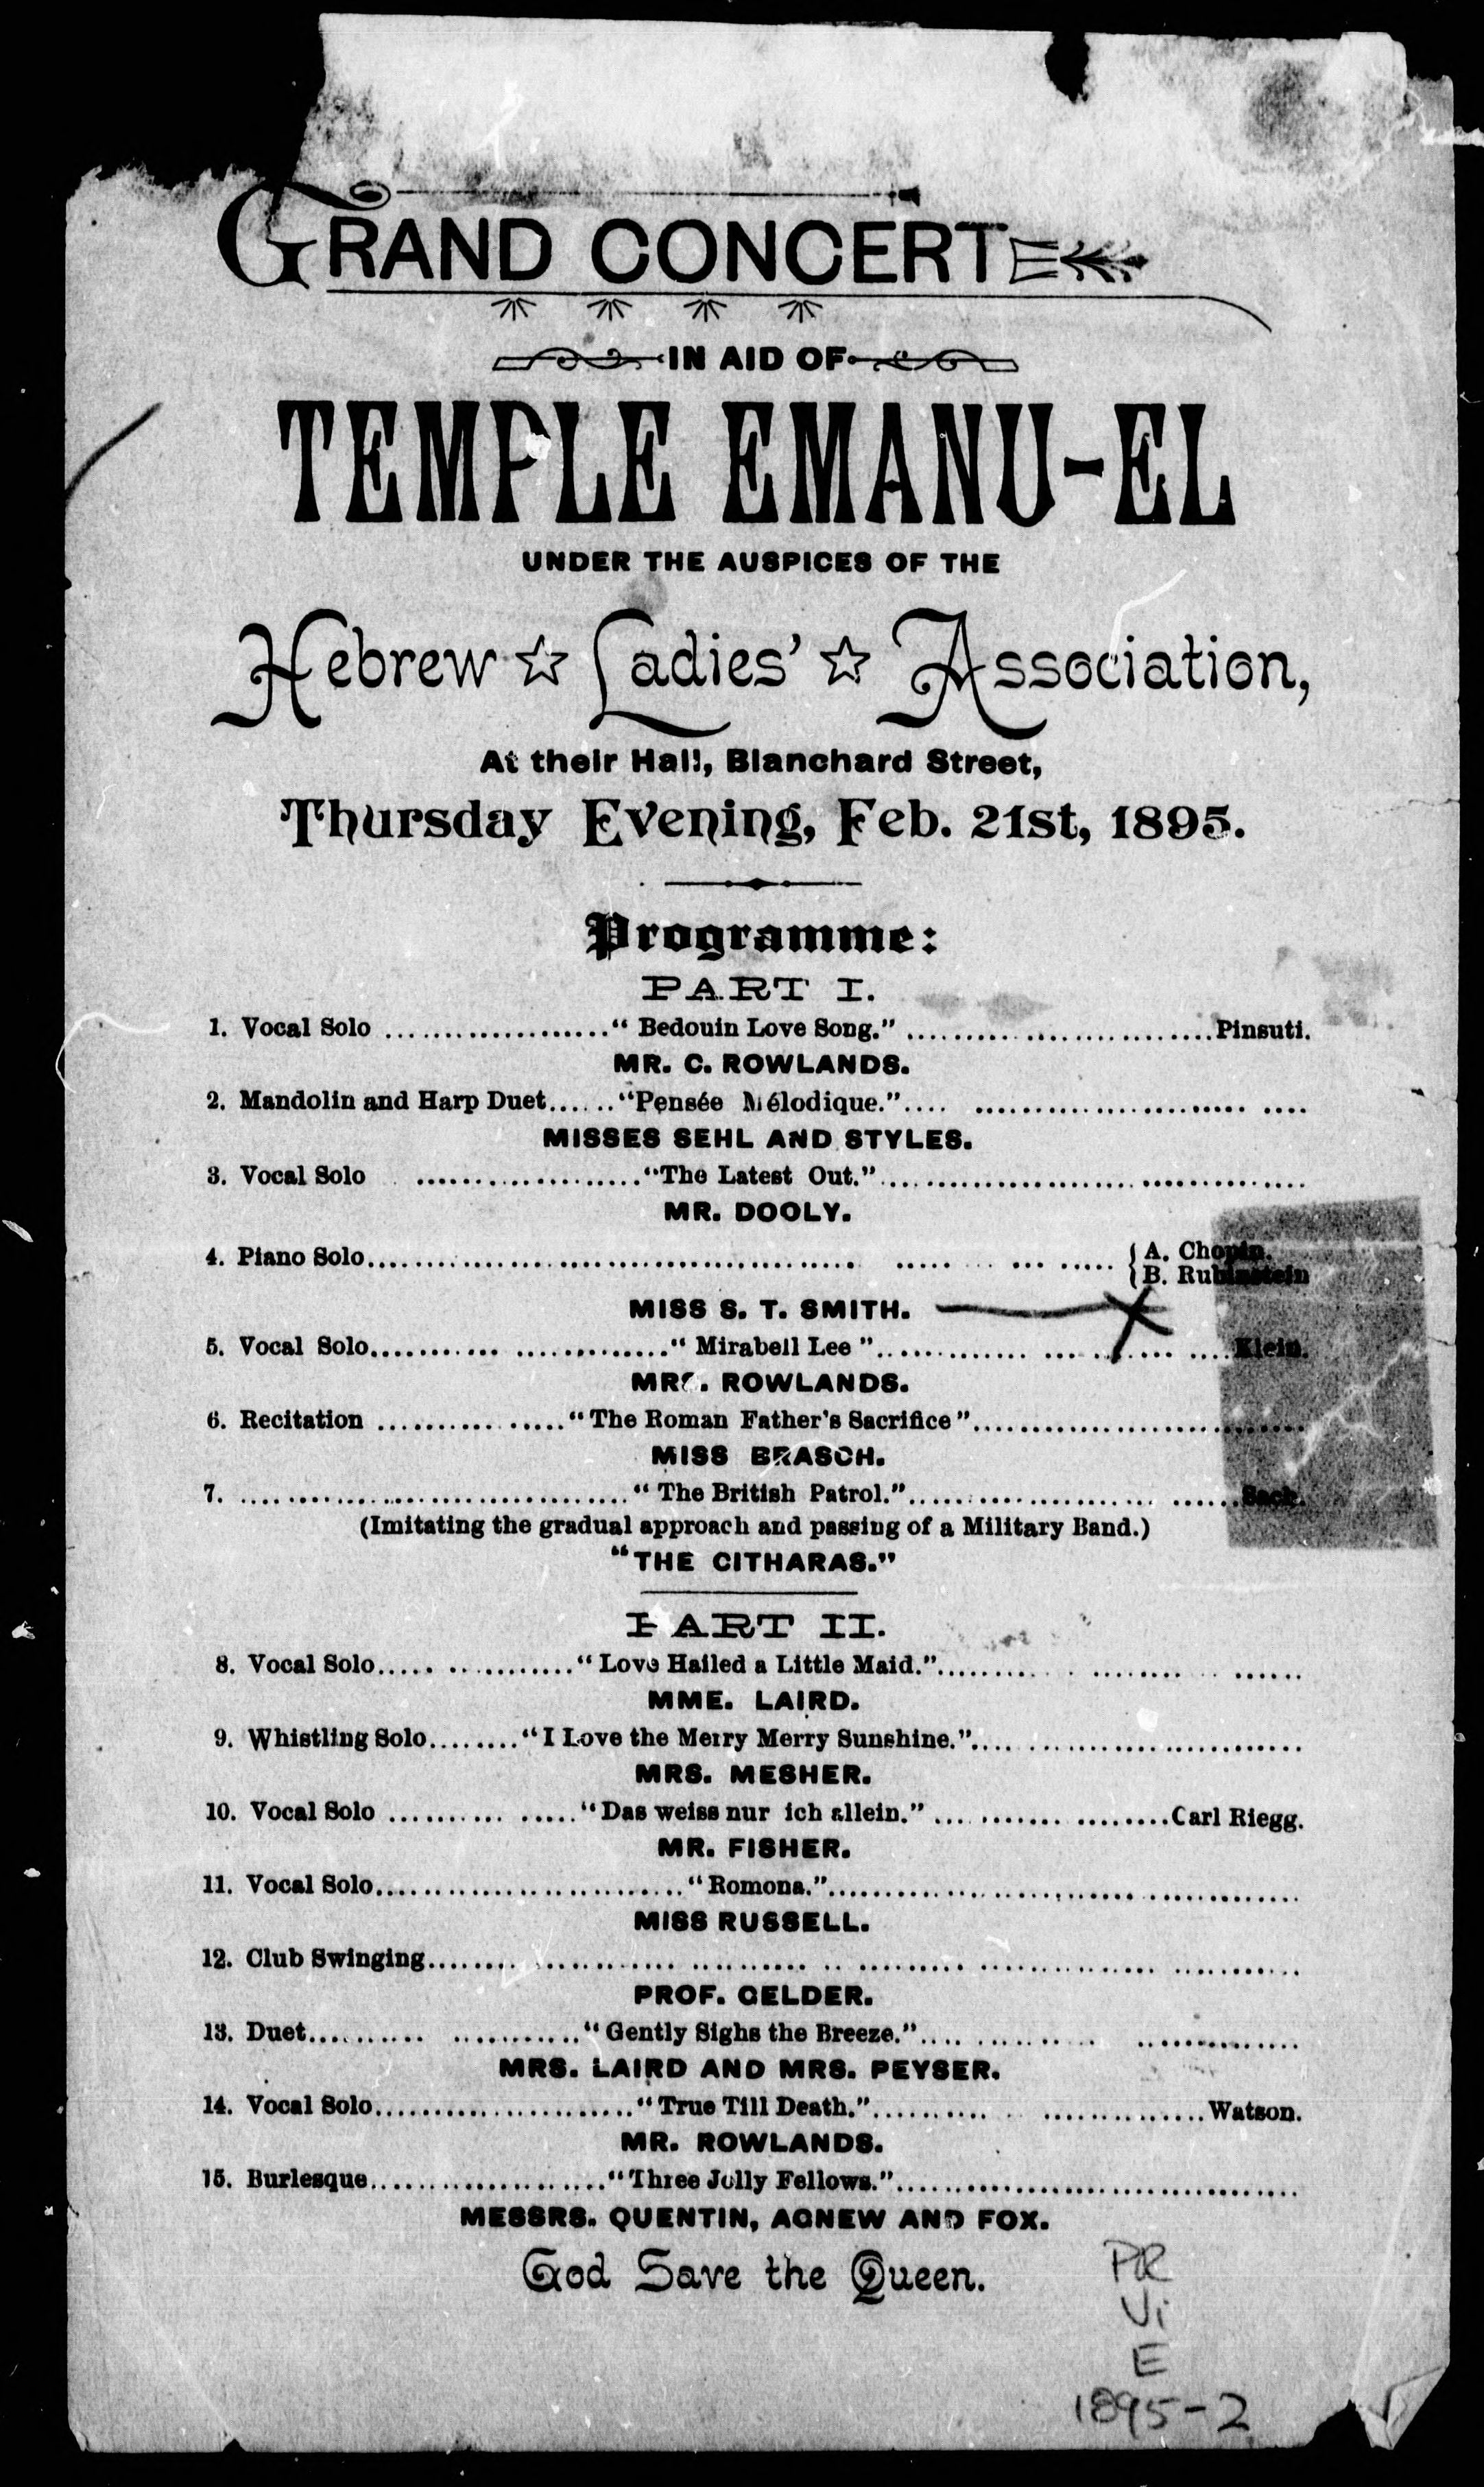 GRAND CONCERT
IN AID OF
TEMPLE EMANU-EL
UNDER THE AUSPICES OF THE
Hebrew ☆ Ladies' ☆ Association,
At their Hall, Blanchard Street,
Thursday Evening, Feb. 21st, 1895.
Programme:
PART I.
1. Vocal Solo ...................." Bedouin Love Song." ............................Pinsuti.
MR. C. ROWLANDS.
2. Mandolin and Harp Duet......"Pensée Mélodique.".... ....................... ....
MISSES SEHL AND STYLES.
3. Vocal Solo ...................."The Latest Out."....................................
MR. DOOLY.
4. Piano Solo.......................................... ..... ... ..... { A. Chopin.
{ B. Rubinstein
MISS S. T. SMITH.
5. Vocal Solo........... .............." Mirabell Lee ".............. ... ....... ....Klein.
MRS. ROWLANDS.
6. Recitation ........... ......"The Roman Father's Sacrifice"............................
MISS BRASCH.
7. ..................................." The British Patrol."...................... ......Sack.
(Imitating the gradual approach and passing of a Military Band.)
"THE CITHARAS."
PART II.
8. Vocal Solo..... ............"Love Hailed a Little Maid."........... ........ ......
MME. LAIRD.
9. Whistling Solo........"I Love the Merry Merry Sunshine."..............................
MRS. MESHER.
10. Vocal Solo ........... ....."Das weiss nur ich allein." ........... ........Carl Riegg.
MR. FISHER.
11. Vocal Solo............................"Romona."..........................................
MISS RUSSELL.
12. Club Swinging....................... .......... .. ......... ............... ...........
PROF. GELDER.
13. Duet.......... ..........."Gently Sighs the Breeze."..... .......... ..............
MRS. LAIRD AND MRS. PEYSER.
14. Vocal Solo......................."True Till Death."........... ..............Watson.
MR. ROWLANDS.
15. Burlesque....................."Three Jolly Fellows."...................................
MESSRS. QUENTIN, AGNEW AND FOX.
God Save the Queen.
PR
Vi
E
1895-2